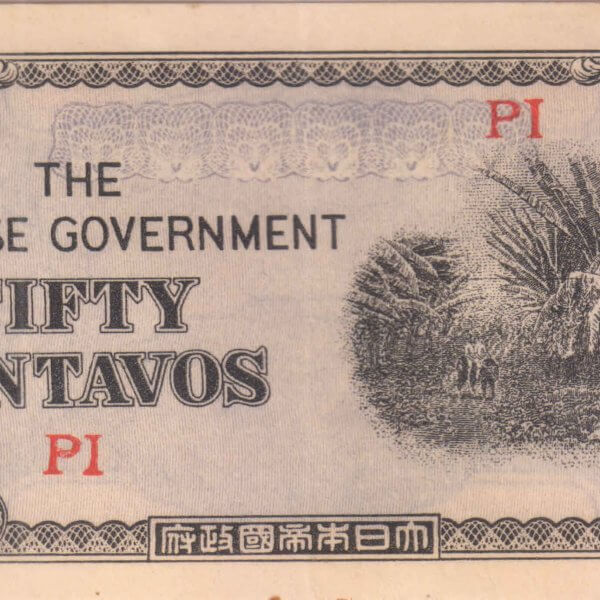 PI
THE
SE GOVERNMENT
IFTY
NTAVOS
PI
大日本帝國政府